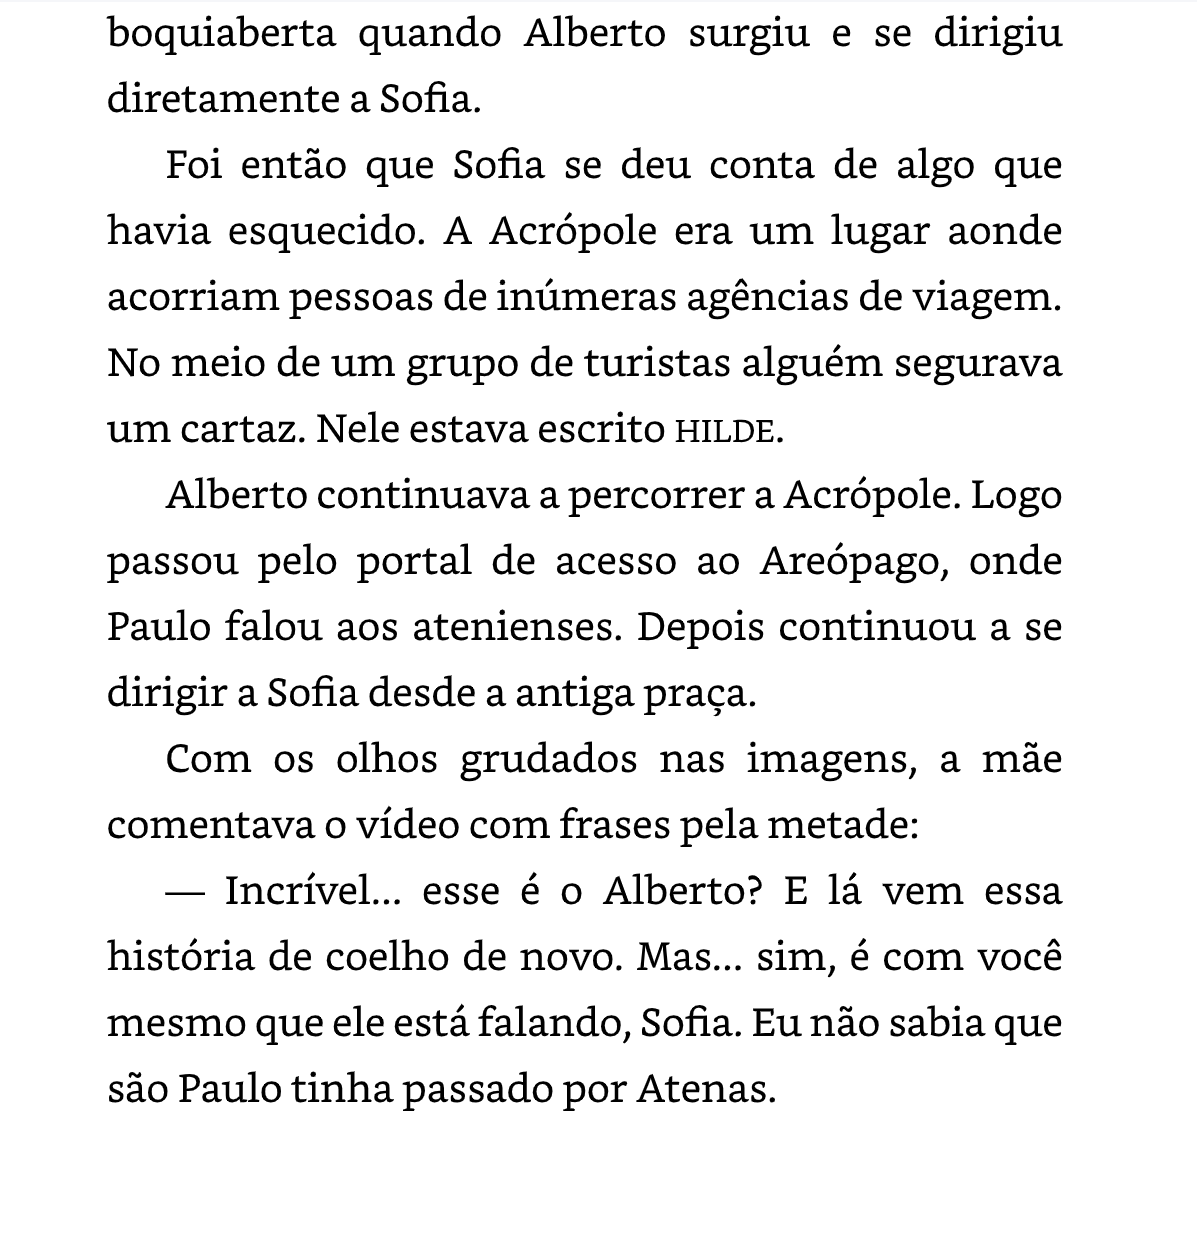 boquiaberta quando Alberto surgiu e se dirigiu
diretamente a Sofia.
Foi então que Sofia se deu conta de algo que
havia esquecido. A Acrópole era um lugar aonde
acorriam pessoas de inúmeras agências de viagem.
No meio de um grupo de turistas alguém segurava
um cartaz. Nele estava escrito HILDE.
Alberto continuava a percorrer a Acrópole. Logo
passou pelo portal de acesso ao Areópago, onde
Paulo falou aos atenienses. Depois continuou a se
dirigir a Sofia desde a antiga praça.
Com os olhos grudados nas imagens, a mãe
comentava o vídeo com frases pela metade:
— Incrível... esse é o Alberto? E lá vem essa
história de coelho de novo. Mas... sim, é com você
mesmo que ele está falando, Sofia. Eu não sabia que
são Paulo tinha passado por Atenas.